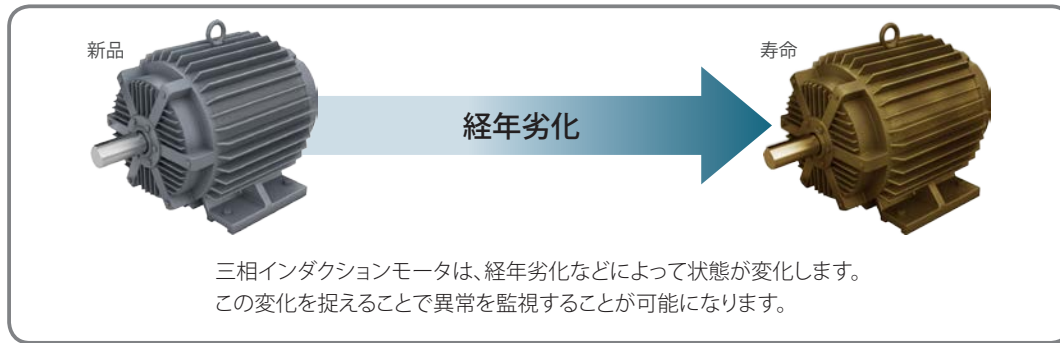 新品
寿命
経年劣化
三相インダクションモータは、経年劣化などによって状態が変化します。
この変化を捉えることで異常を監視することが可能になります。